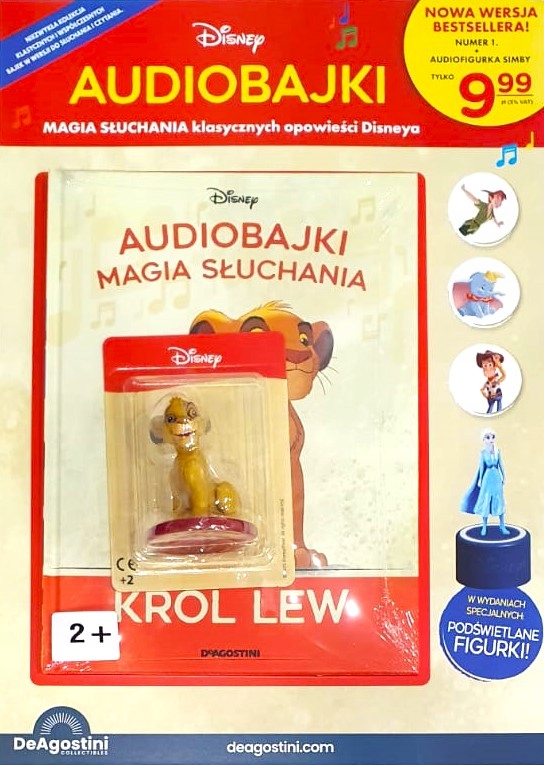 NIEZWYKŁA KOLEKCJA
KLASYCZNYCH I WSPÓŁCZESNYCH
BAJEK W WERSJI DO SŁUCHANIA I CZYTANIA.
Disney
AUDIOBAJKI
MAGIA SŁUCHANIA klasycznych opowieści Disneya
NOWA WERSJA
BESTSELLERA!
NUMER 1.
+
AUDIOFIGURKA SIMBY
TYLKO
9 99
zł (5% VAT)
Disney
AUDIOBAJKI
MAGIA SŁUCHANIA
Disney
CE
+2
KRÓL LEW
2+
DEAGOSTINI
W WYDANIACH
SPECJALNYCH:
PODŚWIETLANE
FIGURKI!
DeAgostini
COLLECTIBLES
deagostini.com